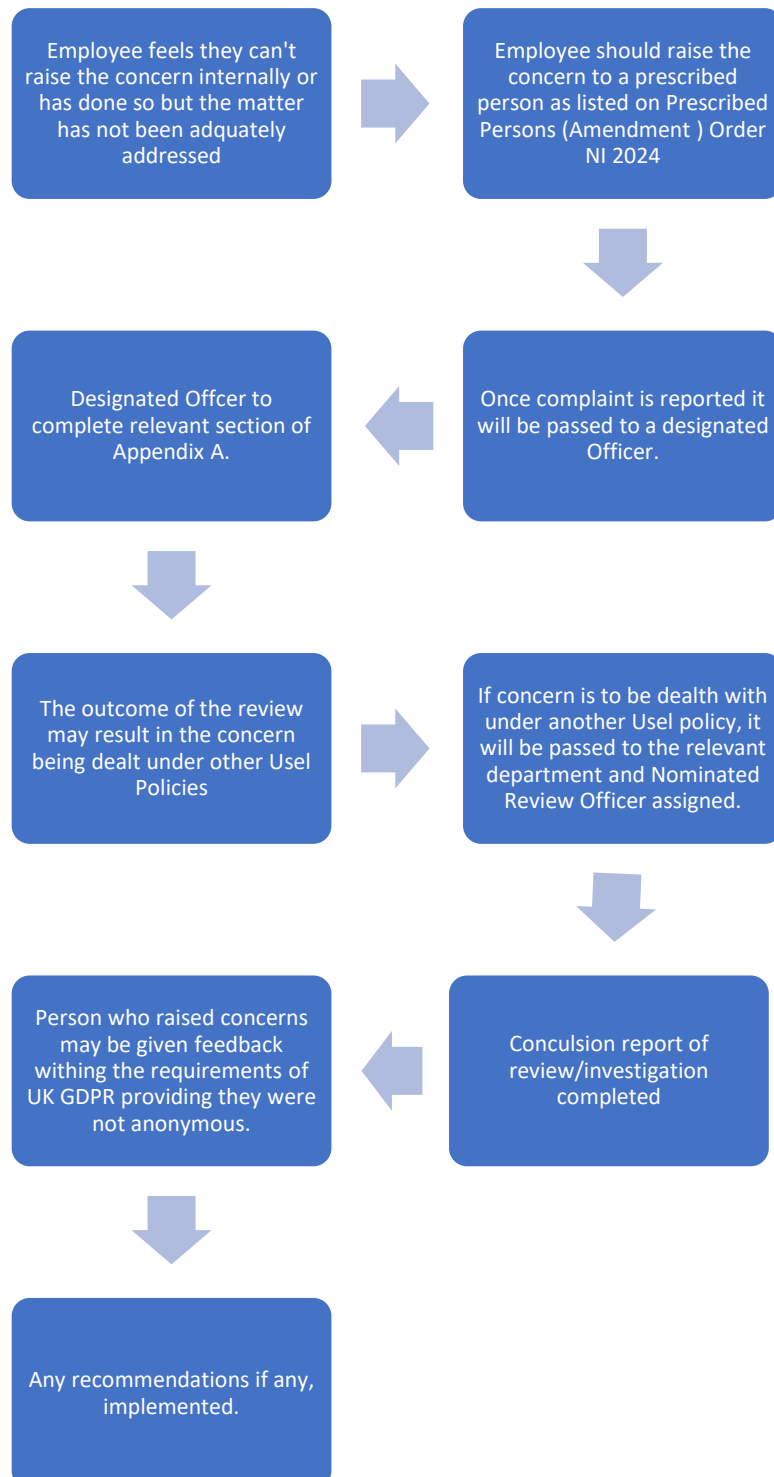 Employee feels they can't
raise the concern internally or
has done so but the matter
has not been adquately
addressed
Employee should raise the
concern to a prescribed
person as listed on Prescribed
Persons (Amendment ) Order
NI 2024
Once complaint is reported it
will be passed to a designated
Officer.
Designated Offcer to
complete relevant section of
Appendix A.
The outcome of the review
may result in the concern
being dealt under other Usel
Policies
If concern is to be dealth with
under another Usel policy, it
will be passed to the relevant
department and Nominated
Review Officer assigned.
Conculsion report of
review/investigation
completed
Person who raised concerns
may be given feedback
withing the requirements of
UK GDPR providing they were
not anonymous.
Any recommendations if any,
implemented.